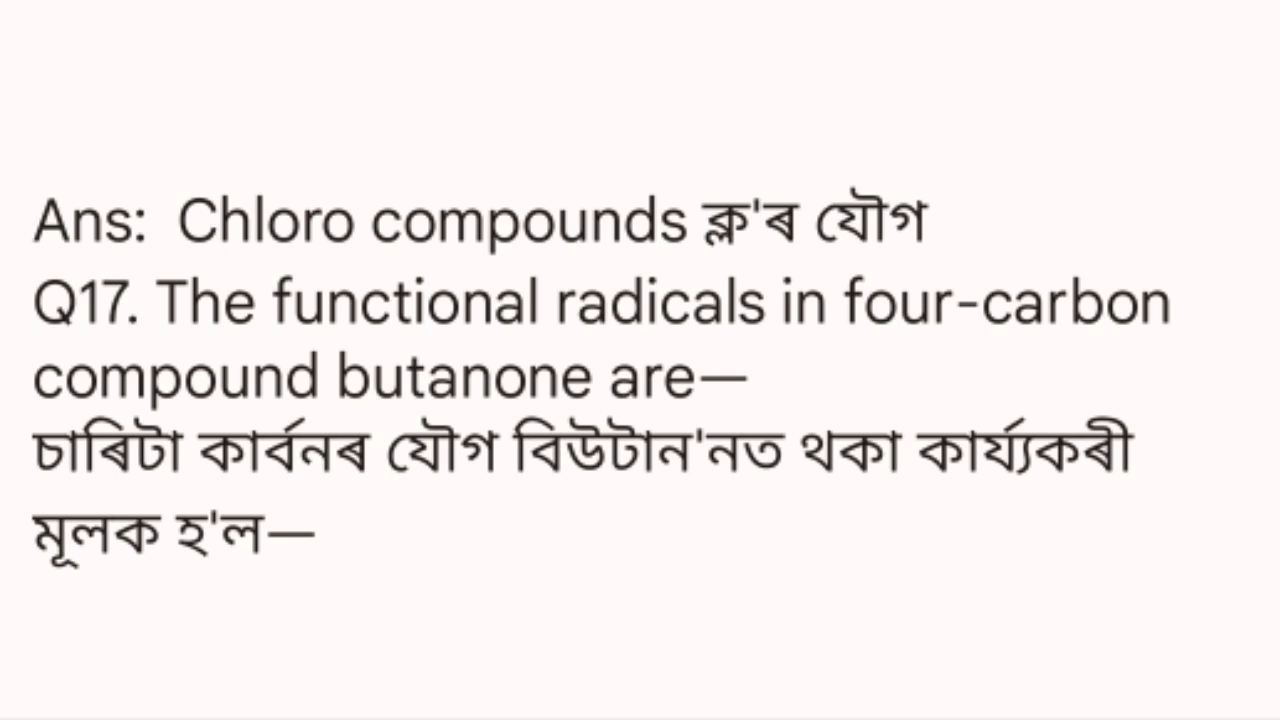 Ans:  Chloro compounds ক্ল'ৰ যৌগ
Q17. The functional radicals in four-carbon
compound butanone are—
চাৰিটা কাৰ্বনৰ যৌগ বিউটান'নত থকা কাৰ্য্যকৰী
মূলক হ'ল—